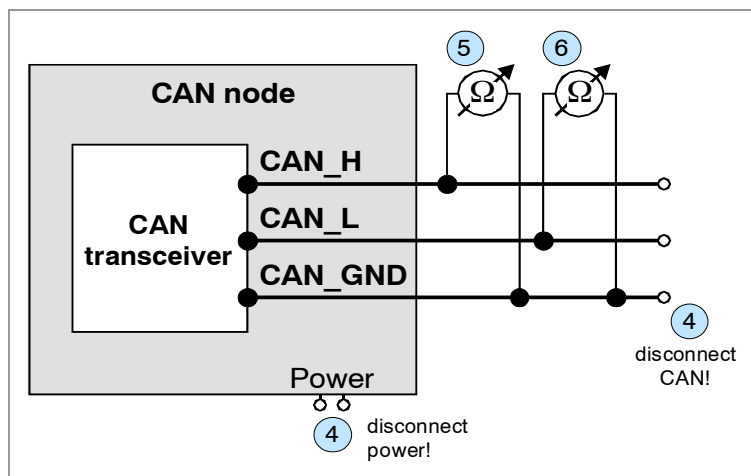 5
6
Ω
Ω
CAN node
CAN_H
CAN
transceiver
CAN_L
CAN_GND
4
disconnect
CAN!
Power
4
disconnect
power!